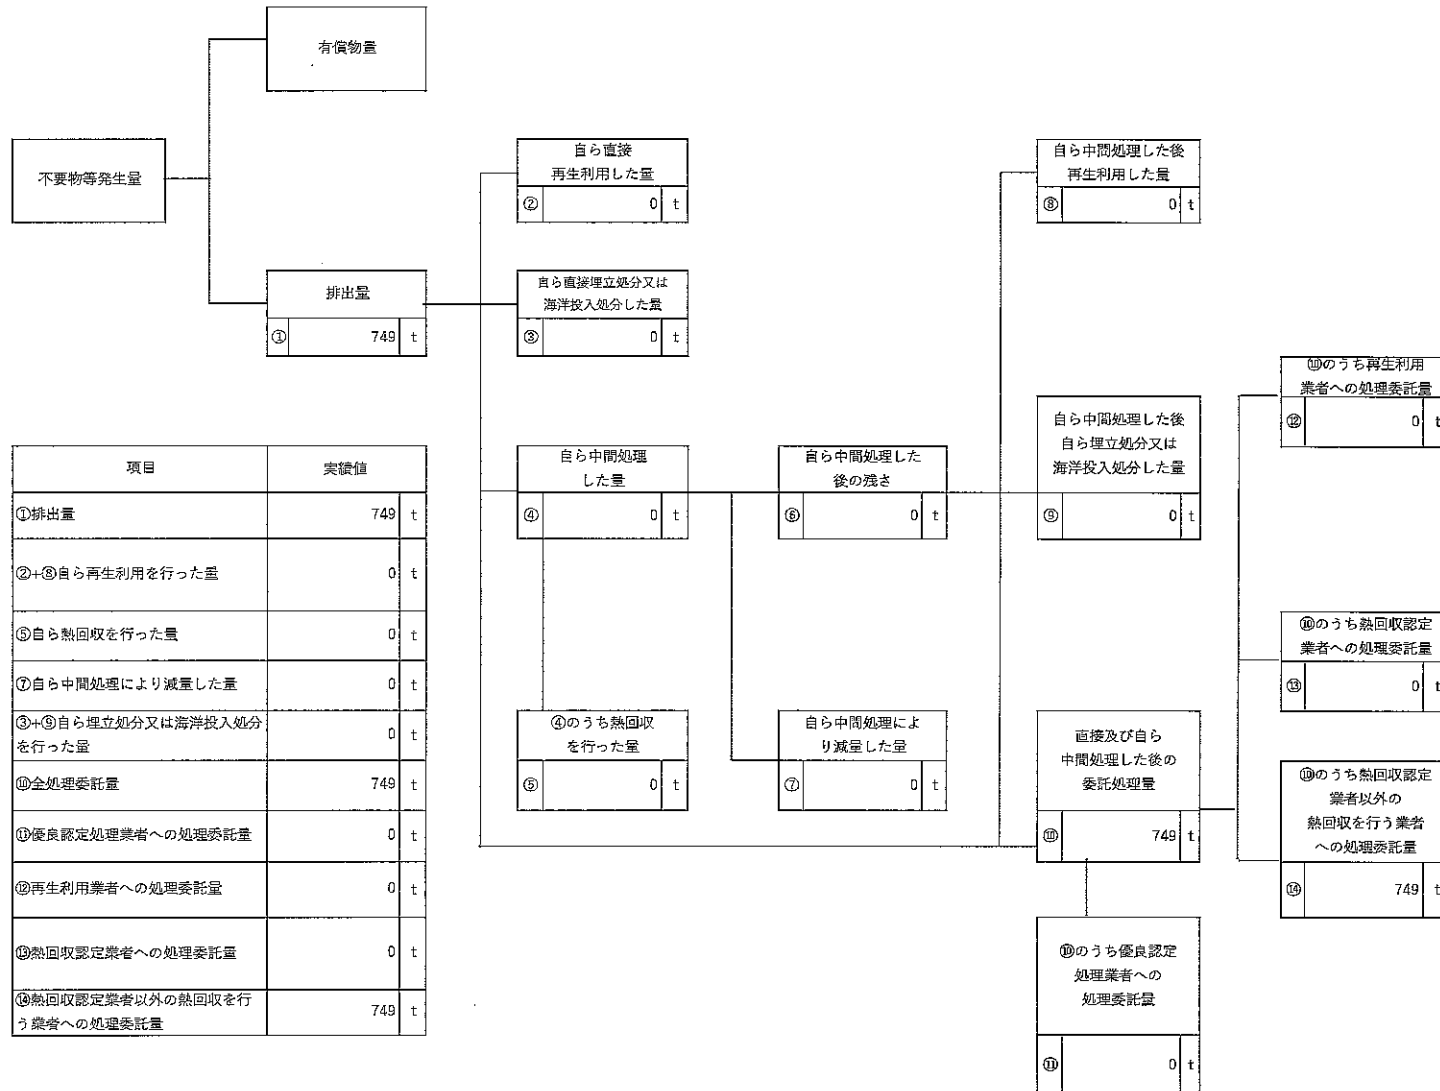 有償物量
不要物等発生量
自ら直接
再生利用した量
② 0 t
自ら中間処理した後
再生利用した量
⑧ 0 t
排出量
① 749 t
自ら直接埋立処分又は
海洋投入処分した量
③ 0 t
⑩のうち再生利用
業者への処理委託量
⑫ 0 t
自ら中間処理した後
自ら埋立処分又は
海洋投入処分した量
⑨ 0 t
自ら中間処理
した量
④ 0 t
自ら中間処理した
後の残さ
⑥ 0 t
項目 実績値
①排出量 749 t
②+⑧自ら再生利用を行った量 0 t
⑤自ら熱回収を行った量 0 t
⑦自ら中間処理により減量した量 0 t
③+⑨自ら埋立処分又は海洋投入処分
を行った量 0 t
⑩全処理委託量 749 t
⑪優良認定処理業者への処理委託量 0 t
⑫再生利用業者への処理委託量 0 t
⑬熱回収認定業者への処理委託量 0 t
⑭熱回収認定業者以外の熱回収を行
う業者への処理委託量 749 t
④のうち熱回収
を行った量
⑤ 0 t
自ら中間処理によ
り減量した量
⑦ 0 t
直接及び自ら
中間処理した後の
委託処理量
⑩ 749 t
⑩のうち熱回収認定
業者への処理委託量
⑬ 0 t
⑩のうち熱回収認定
業者以外の
熱回収を行う業者
への処理委託量
⑭ 749 t
⑩のうち優良認定
処理業者への
処理委託量
⑪ 0 t